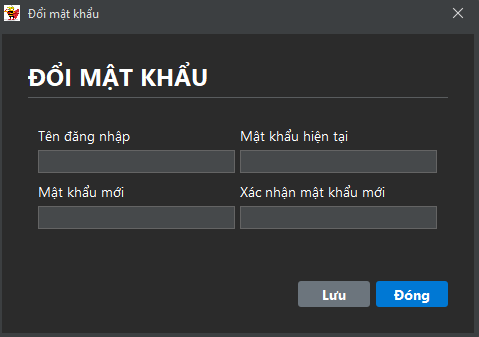 Đổi mật khẩu
ĐỔI MẬT KHẨU
Tên đăng nhập Mật khẩu hiện tại
Mật khẩu mới Xác nhận mật khẩu mới
Lưu Đóng